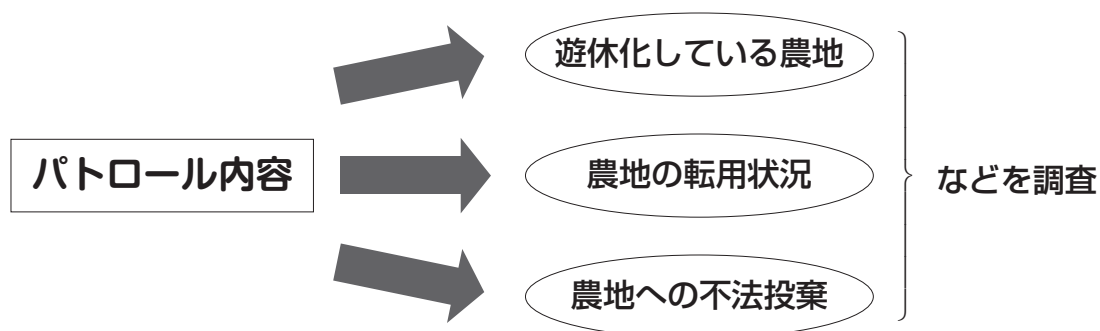 パトロール内容
遊休化している農地
農地の転用状況
農地への不法投棄
などを調査